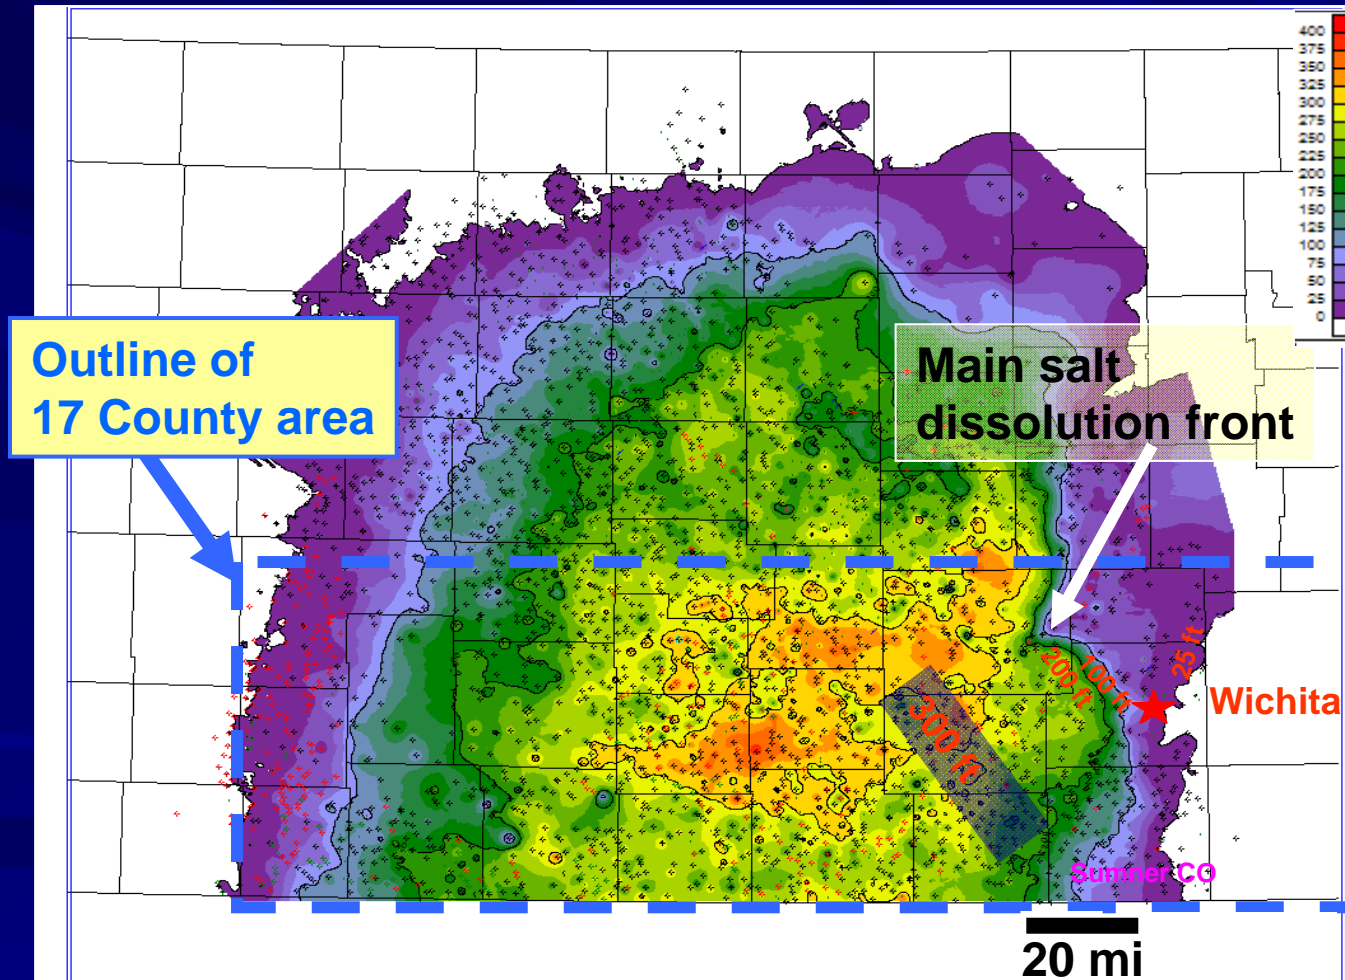 400
375
350
325
300
275
250
225
200
175
150
125
100
75
50
25
0
Outline of
17 County area
Main salt
dissolution front
200 ft
100 ft
25 ft
Wichita
300 ft
Sumner CO
20 mi